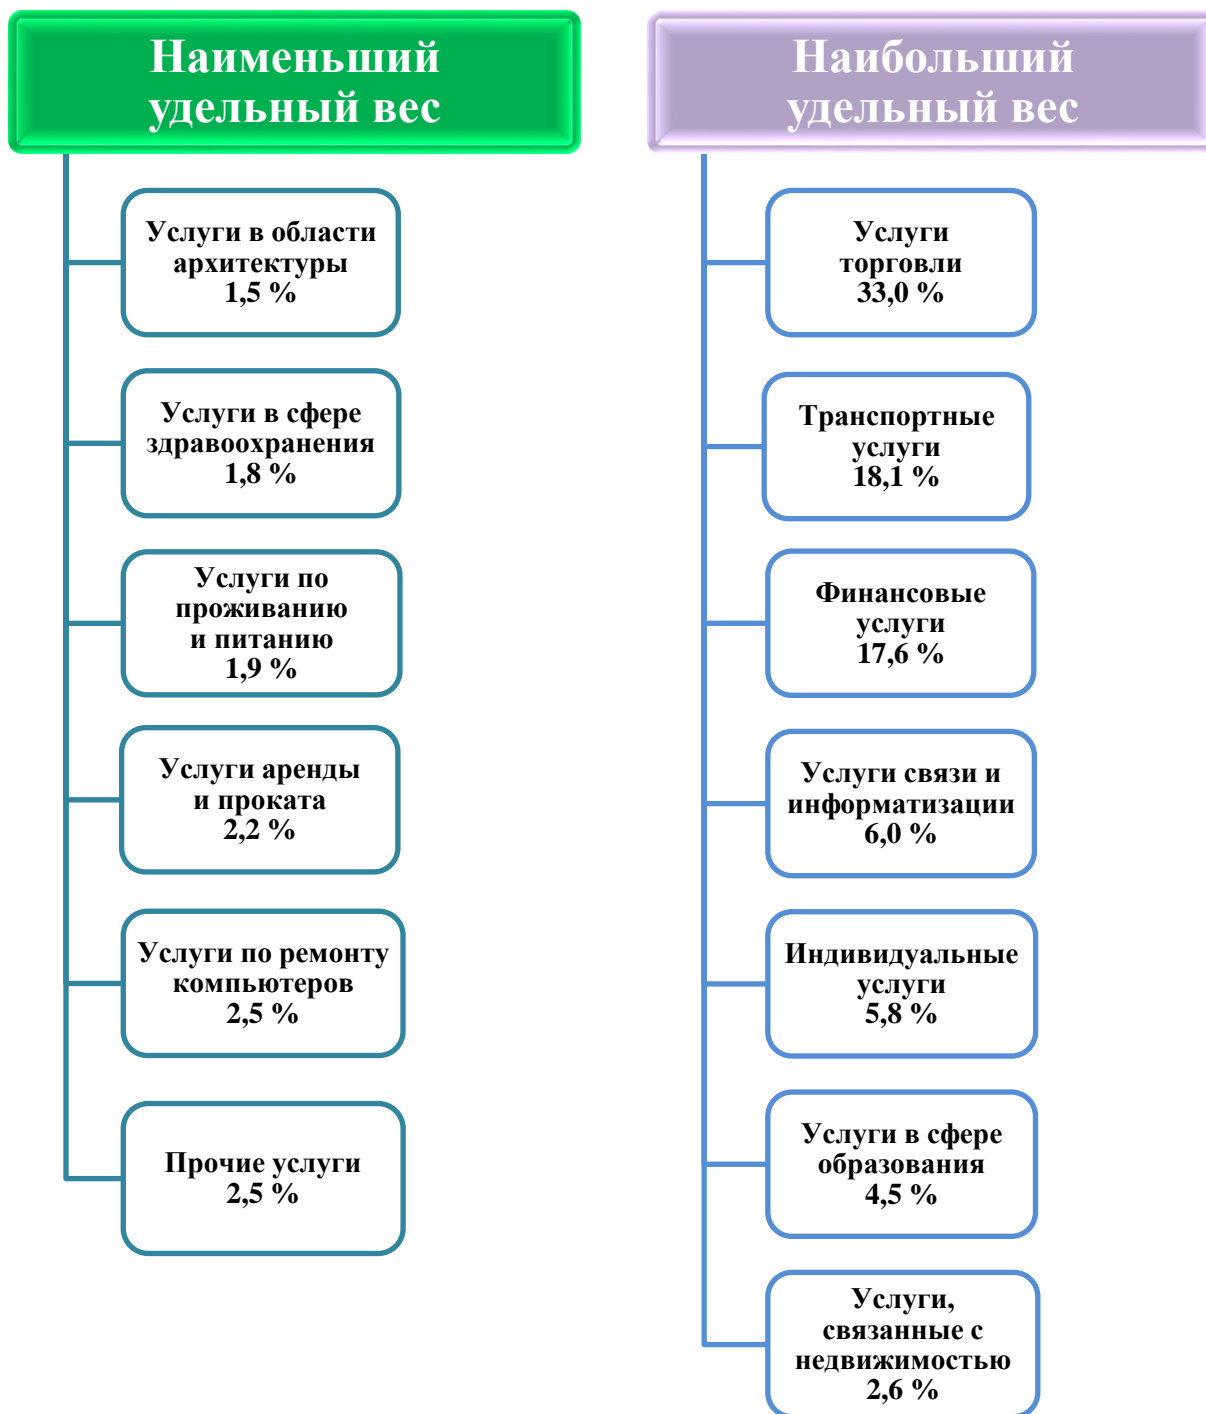 Наименьший
удельный вес
Услуги в области
архитектуры
1,5 %
Услуги в сфере
здравоохранения
1,8 %
Услуги по
проживанию
и питанию
1,9 %
Услуги аренды
и проката
2,2 %
Услуги по ремонту
компьютеров
2,5 %
Прочие услуги
2,5 %
Наибольший
удельный вес
Услуги
торговли
33,0 %
Транспортные
услуги
18,1 %
Финансовые
услуги
17,6 %
Услуги связи и
информатизации
6,0 %
Индивидуальные
услуги
5,8 %
Услуги в сфере
образования
4,5 %
Услуги,
связанные с
недвижимостью
2,6 %